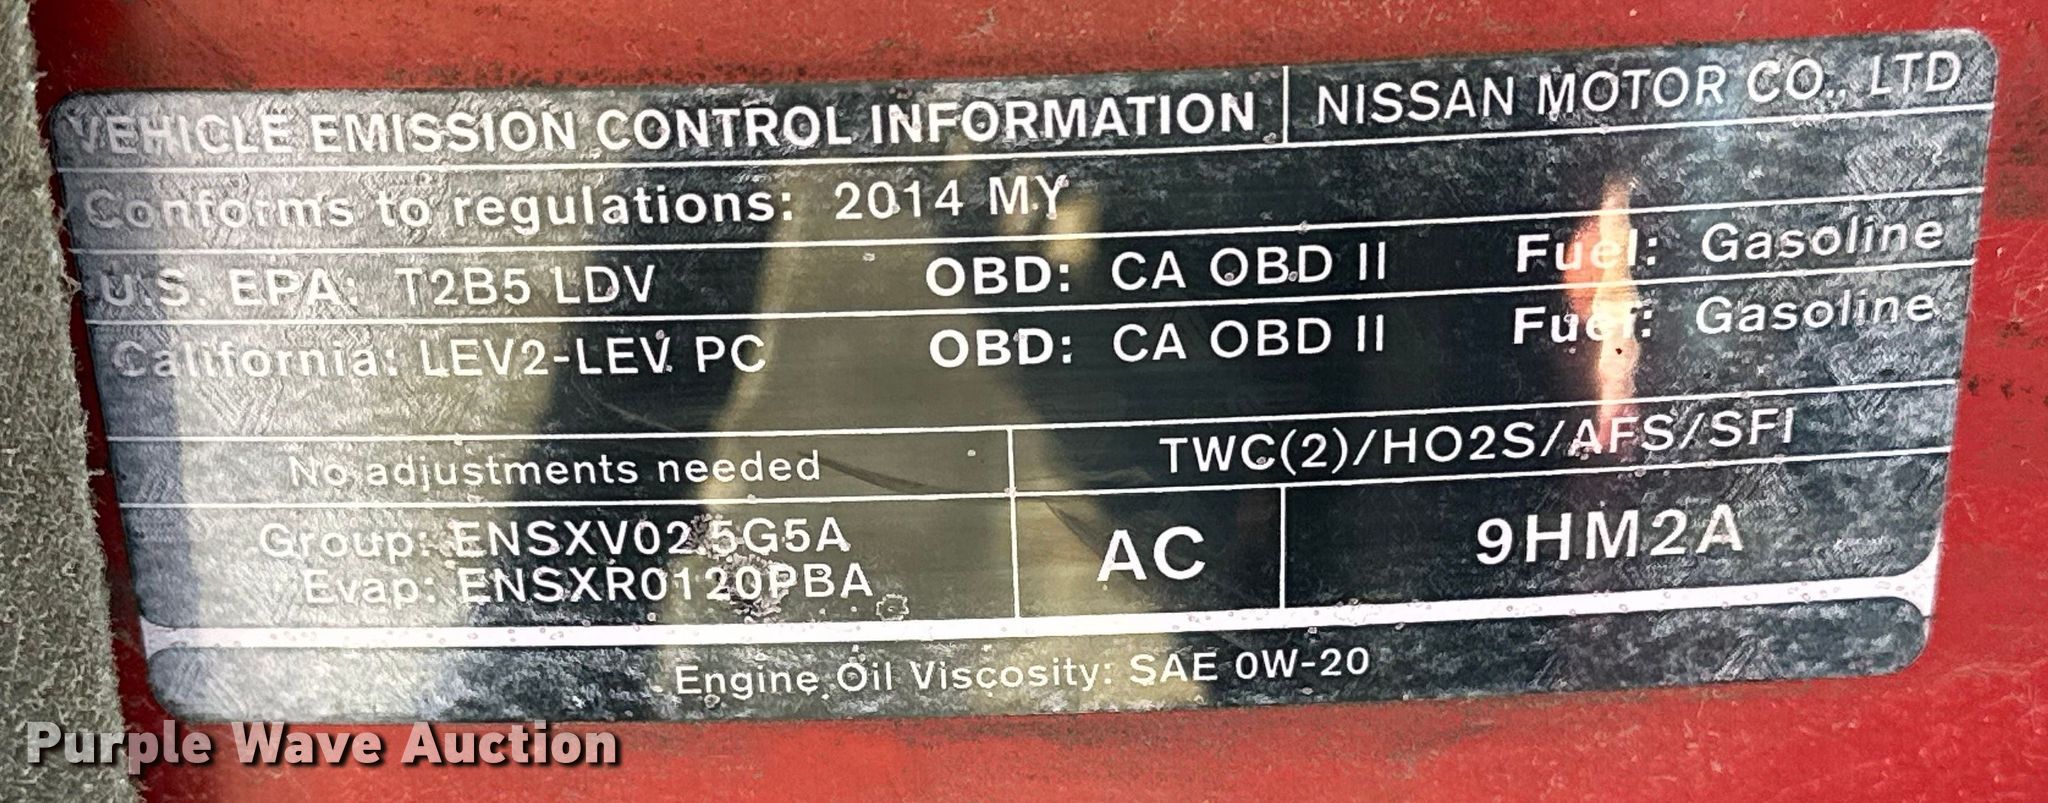 VEHICLE EMISSION CONTROL INFORMATION NISSAN MOTOR CO., LTD
Conforms to regulations: 2014 MY
U.S. EPA: T2B5 LDV OBD: CA OBD II Fuel: Gasoline
California: LEV2-LEV PC OBD: CA OBD II Fuel: Gasoline
No adjustments needed TWC(2)/HO2S/AFS/SFI
Group: ENSXV02.5G5A
Evap: ENSXR0120PBA
AC 9HM2A
Engine Oil Viscosity: SAE 0W-20
Purple Wave Auction